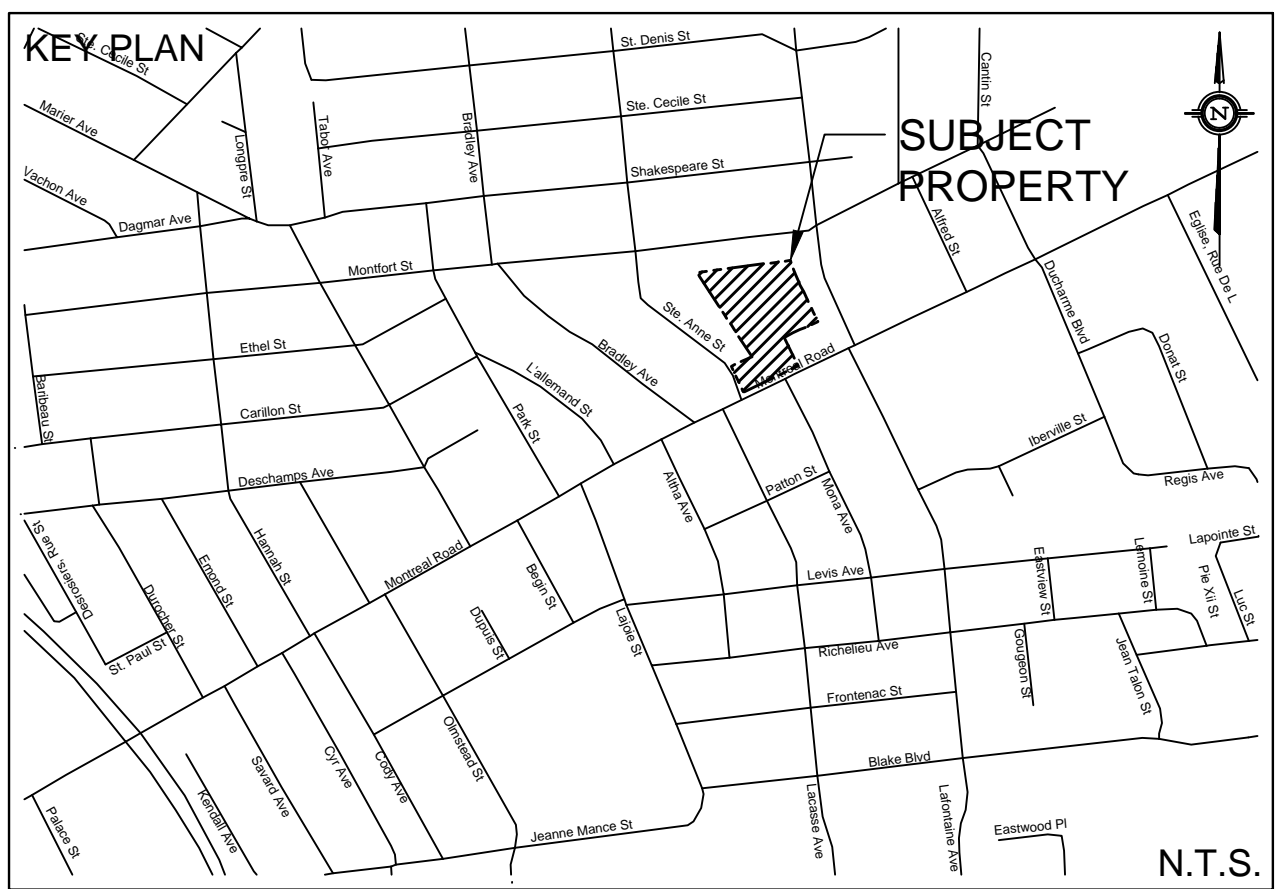 KEY PLAN
Ste. Cecile St
St. Denis St
Cantin St
Marier Ave
Longpre St
Tabor Ave
Bradley Ave
Ste. Cecile St
N
SUBJECT
PROPERTY
Shakespeare St
Vachon Ave
Dagmar Ave
Alfred St
Eglise, Rue De L
Montfort St
Ducharme Blvd
Ste. Anne St
Ethel St
Bradley Ave
Montreal Road
Donat St
Baribeau St
L'allemand St
Carillon St
Park St
Iberville St
Deschamps Ave
Altha Ave
Patton St
Mona Ave
Regis Ave
Desrosiers, Rue St
Durocher St
Emond St
Hannah St
Montreal Road
Begin St
Dupuis St
Lajoie St
Levis Ave
Eastview St
Lemoine St
Lapointe St
Pie Xii St
Luc St
St. Paul St
Richelieu Ave
Gougeon St
Jean Talon St
Frontenac St
Olmstead St
Cyr Ave
Cody Ave
Savard Ave
Kendall Ave
Palace St
Blake Blvd
Lacasse Ave
Lafontaine Ave
Jeanne Mance St
Eastwood Pl
N.T.S.